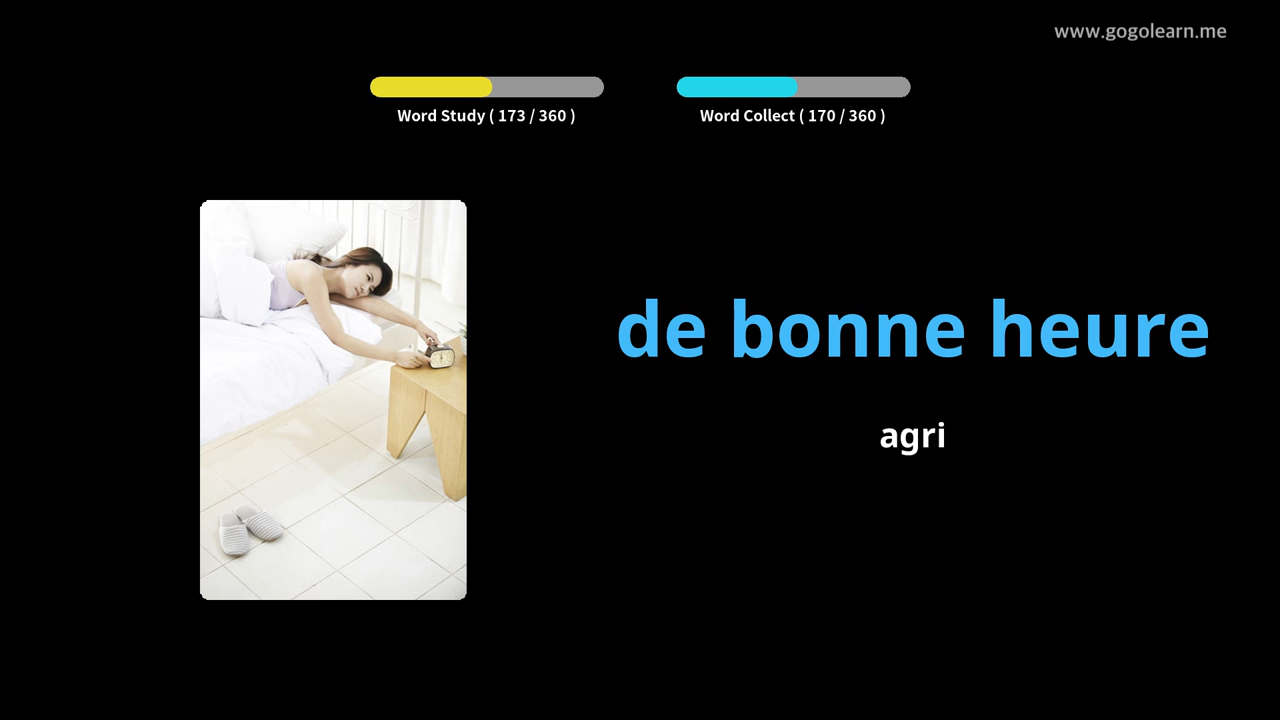 www.gogolearn.me
Word Study ( 173 / 360 )
Word Collect ( 170 / 360 )
de bonne heure
agri